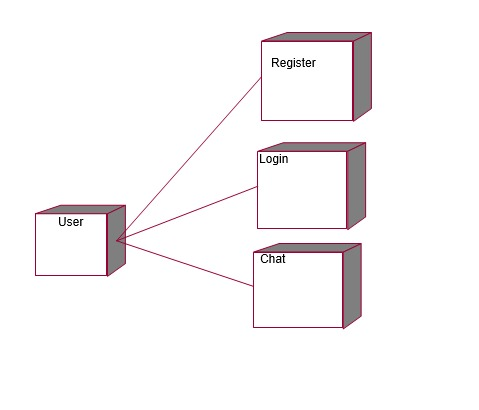 Register
Login
User
Chat